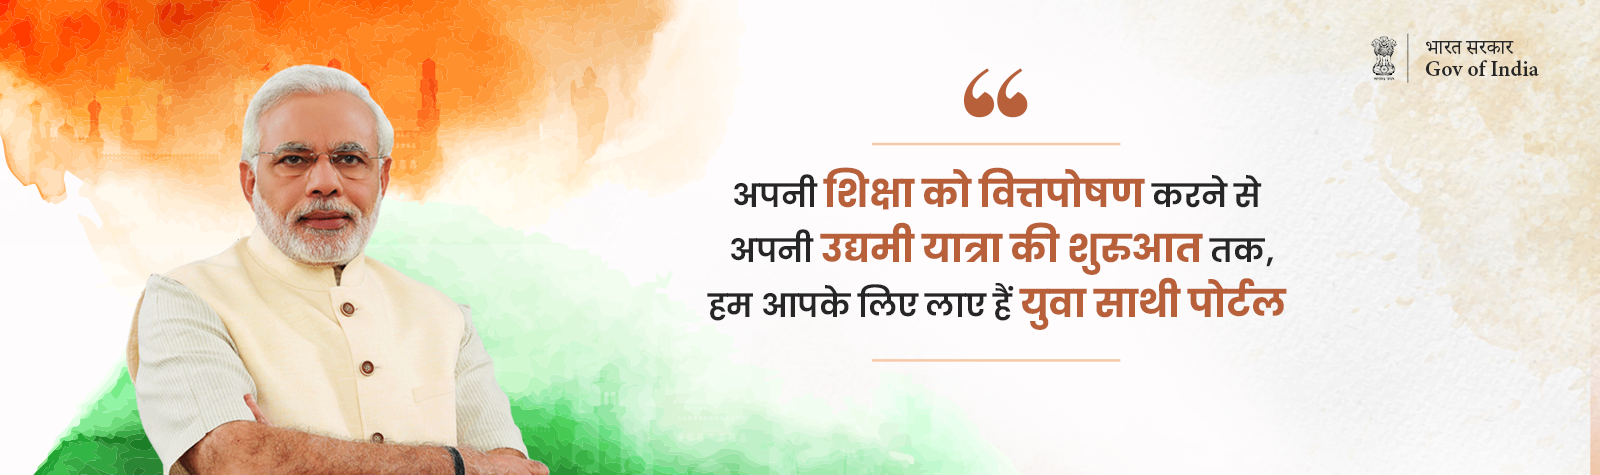 भारत सरकार
Gov of India
“
अपनी शिक्षा को वित्तपोषण करने से
अपनी उद्यमी यात्रा की शुरुआत तक,
हम आपके लिए लाए हैं युवा साथी पोर्टल